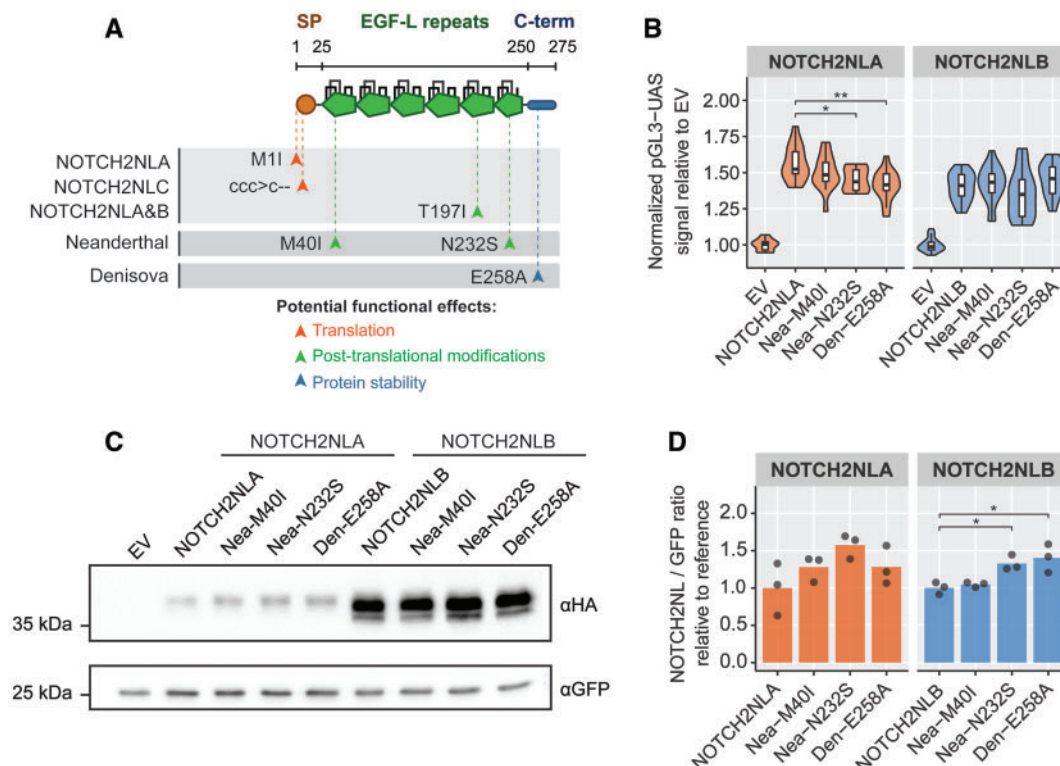 A
SP EGF-L repeats C-term
1 25 250 275
NOTCH2NLA M1I
NOTCH2NLC ccc>c--
NOTCH2NLA&B T197I
Neanderthal M40I N232S
Denisova E258A
Potential functional effects:
Translation
Post-translational modifications
Protein stability
B
NOTCH2NLA NOTCH2NLB
Normalized pGL3-UAS
signal relative to EV
2.00
1.75
1.50
1.25
1.00
* **
EV NOTCH2NLA Nea-M40I Nea-N232S Den-E258A EV NOTCH2NLB Nea-M40I Nea-N232S Den-E258A
C
NOTCH2NLA NOTCH2NLB
EV NOTCH2NLA Nea-M40I Nea-N232S Den-E258A NOTCH2NLB Nea-M40I Nea-N232S Den-E258A
35 kDa αHA
25 kDa αGFP
D
NOTCH2NLA NOTCH2NLB
NOTCH2NL / GFP ratio
relative to reference
2.0
1.5
1.0
0.5
0.0
* *
NOTCH2NLA Nea-M40I Nea-N232S Den-E258A NOTCH2NLB Nea-M40I Nea-N232S Den-E258A